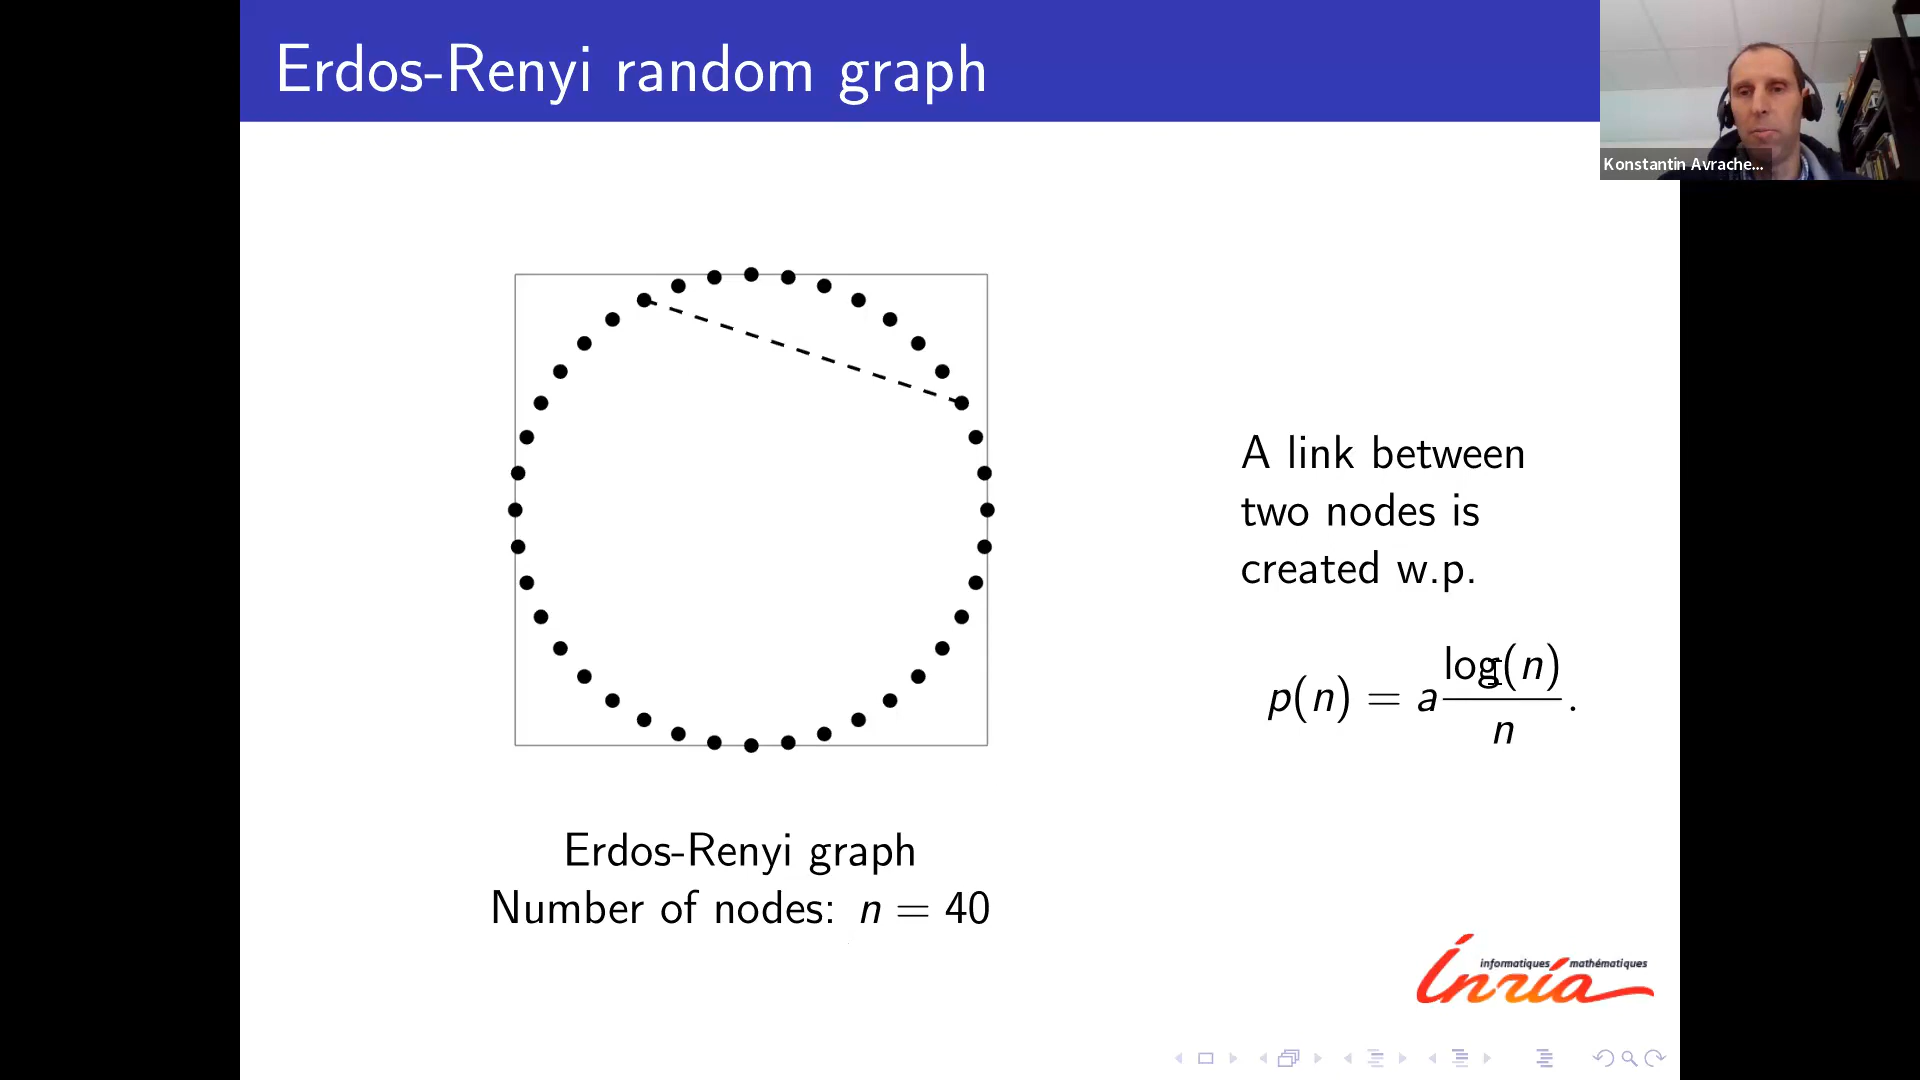 Erdos-Renyi random graph
Konstantin Avrache...
A link between
two nodes is
created w.p.
p(n) = a log(n)/n.
Erdos-Renyi graph
Number of nodes: n = 40
informatiques mathématiques
Inria